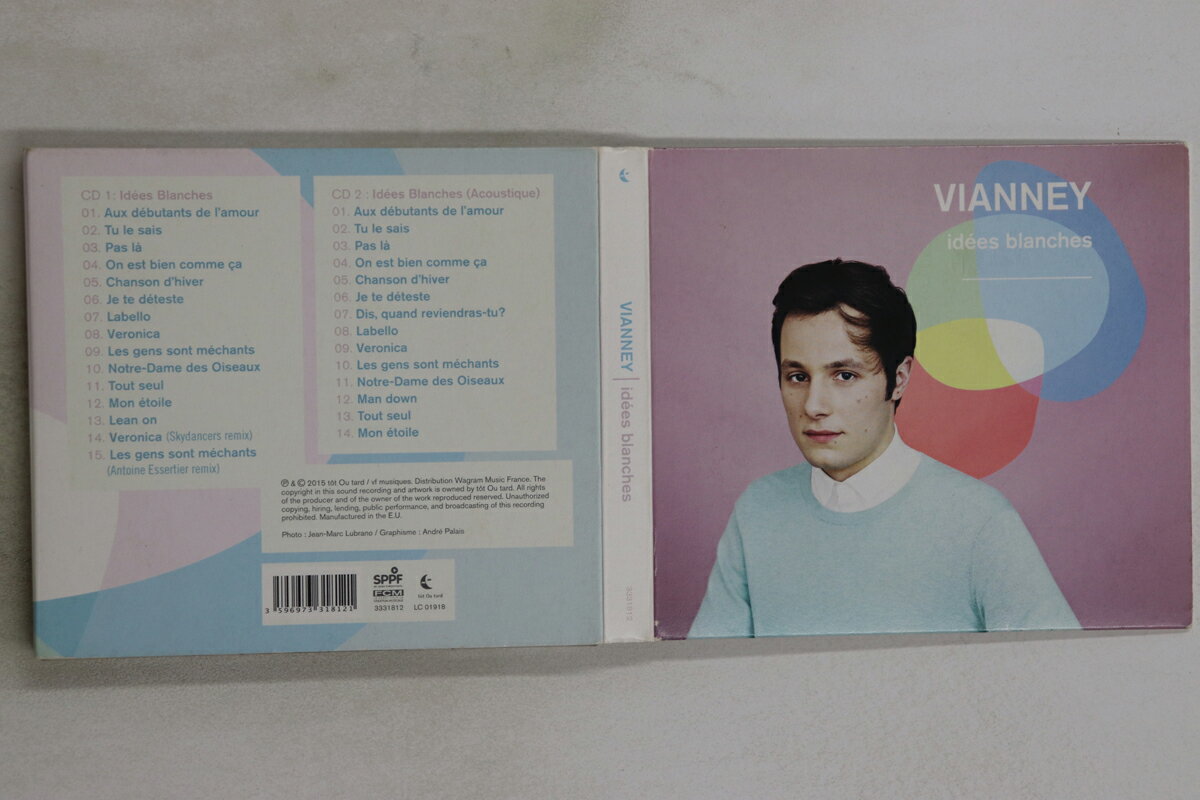 CD 1: Idées Blanches
01. Aux débutants de l'amour
02. Tu le sais
03. Pas là
04. On est bien comme ça
05. Chanson d'hiver
06. Je te déteste
07. Labello
08. Veronica
09. Les gens sont méchants
10. Notre-Dame des Oiseaux
11. Tout seul
12. Mon étoile
13. Lean on
14. Veronica (Skydancers remix)
15. Les gens sont méchants
(Antoine Essertier remix)
CD 2 : Idées Blanches (Acoustique)
01. Aux débutants de l'amour
02. Tu le sais
03. Pas là
04. On est bien comme ça
05. Chanson d'hiver
06. Je te déteste
07. Dis, quand reviendras-tu?
08. Labello
09. Veronica
10. Les gens sont méchants
11. Notre-Dame des Oiseaux
12. Man down
13. Tout seul
14. Mon étoile
℗ & © 2015 tôt Ou tard / vf musiques. Distribution Wagram Music France. The
copyright in this sound recording and artwork is owned by tôt Ou tard. All rights
of the producer and of the owner of the work reproduced reserved. Unauthorized
copying, hiring, lending, public performance, and broadcasting of this recording
prohibited. Manufactured in the E.U.
Photo : Jean-Marc Lubrano / Graphisme : André Palais
3 596973 318121
SPPF
FCM
3331812
tôt Ou tard
LC 01918
VIANNEY | idées blanches
3331812
VIANNEY
idées blanches